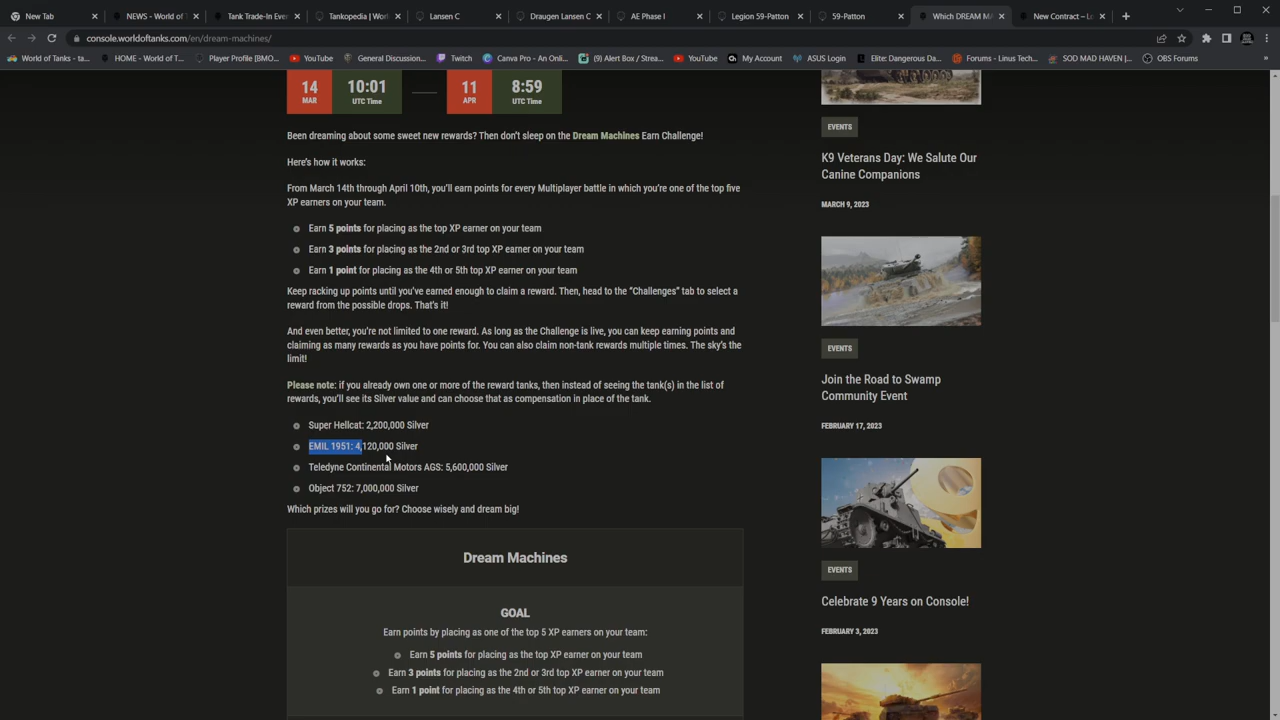 New Tab
NEWS - World of T
Tank Trade-In Eve
Tankopedia | Worl
Lansen C
Draugen Lansen C
AE Phase I
Legion 59-Patton
59-Patton
Which DREAM MA
New Contract – Le
console.worldoftanks.com/en/dream-machines/
World of Tanks - ta...
HOME - World of T...
Player Profile [BMO...
YouTube
General Discussion...
Twitch
Canva Pro - An Onli...
(9) Alert Box / Strea...
YouTube
My Account
ASUS Login
Elite: Dangerous Da...
Forums - Linus Tech...
SOD MAD HAVEN |...
OBS Forums
»
14 MAR
10:01 UTC Time
11 APR
8:59 UTC Time
Been dreaming about some sweet new rewards? Then don't sleep on the Dream Machines Earn Challenge!
Here's how it works:
From March 14th through April 10th, you'll earn points for every Multiplayer battle in which you're one of the top five
XP earners on your team.
Earn 5 points for placing as the top XP earner on your team
Earn 3 points for placing as the 2nd or 3rd top XP earner on your team
Earn 1 point for placing as the 4th or 5th top XP earner on your team
Keep racking up points until you've earned enough to claim a reward. Then, head to the “Challenges” tab to select a
reward from the possible drops. That's it!
And even better, you're not limited to one reward. As long as the Challenge is live, you can keep earning points and
claiming as many rewards as you have points for. You can also claim non-tank rewards multiple times. The sky's the
limit!
Please note: if you already own one or more of the reward tanks, then instead of seeing the tank(s) in the list of
rewards, you'll see its Silver value and can choose that as compensation in place of the tank.
Super Hellcat: 2,200,000 Silver
EMIL 1951: 4,120,000 Silver
Teledyne Continental Motors AGS: 5,600,000 Silver
Object 752: 7,000,000 Silver
Which prizes will you go for? Choose wisely and dream big!
Dream Machines
GOAL
Earn points by placing as one of the top 5 XP earners on your team:
Earn 5 points for placing as the top XP earner on your team
Earn 3 points for placing as the 2nd or 3rd top XP earner on your team
Earn 1 point for placing as the 4th or 5th top XP earner on your team
EVENTS
K9 Veterans Day: We Salute Our
Canine Companions
MARCH 9, 2023
EVENTS
Join the Road to Swamp
Community Event
FEBRUARY 17, 2023
EVENTS
Celebrate 9 Years on Console!
FEBRUARY 3, 2023